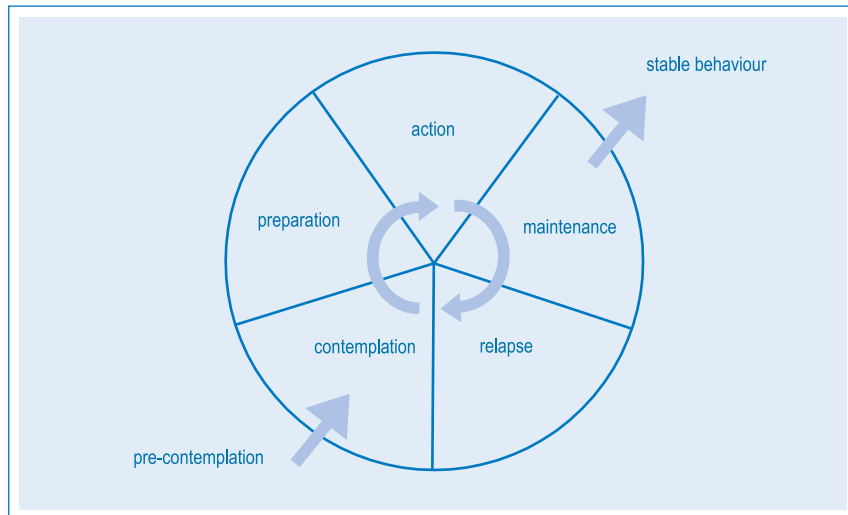 stable behaviour
action
preparation
maintenance
contemplation
relapse
pre-contemplation